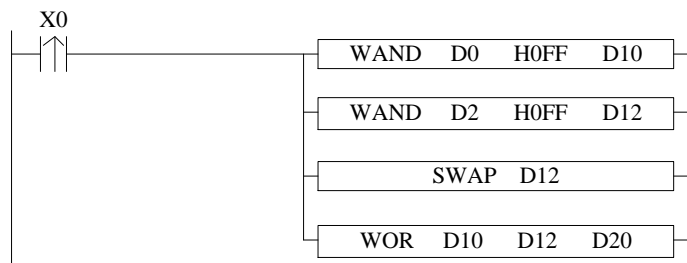 X0
WAND D0 H0FF D10
WAND D2 H0FF D12
SWAP D12
WOR D10 D12 D20